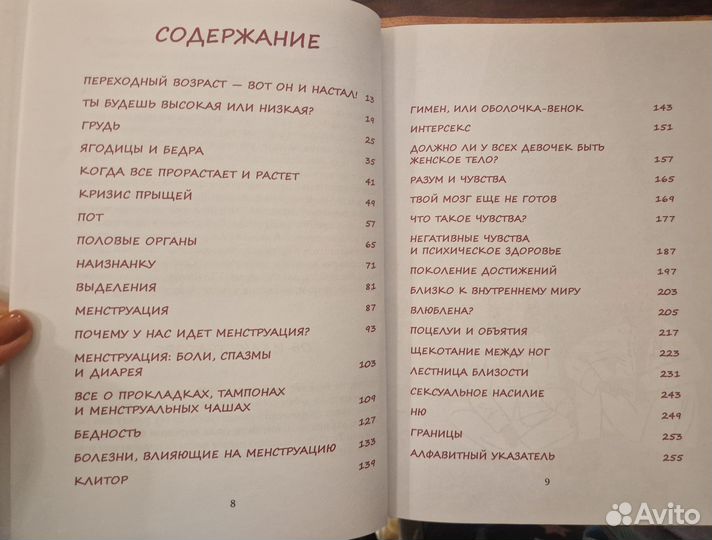 СОДЕРЖАНИЕ
ПЕРЕХОДНЫЙ ВОЗРАСТ — ВОТ ОН И НАСТАЛ! 13
ТЫ БУДЕШЬ ВЫСОКАЯ ИЛИ НИЗКАЯ? 19
ГРУДЬ 25
ЯГОДИЦЫ И БЕДРА 35
КОГДА ВСЕ ПРОРАСТАЕТ И РАСТЕТ 41
КРИЗИС ПРЫЩЕЙ 49
ПОТ 57
ПОЛОВЫЕ ОРГАНЫ 65
НАИЗНАНКУ 71
ВЫДЕЛЕНИЯ 81
МЕНСТРУАЦИЯ 87
ПОЧЕМУ У НАС ИДЕТ МЕНСТРУАЦИЯ? 93
МЕНСТРУАЦИЯ: БОЛИ, СПАЗМЫ
И ДИАРЕЯ 103
ВСЕ О ПРОКЛАДКАХ, ТАМПОНАХ
И МЕНСТРУАЛЬНЫХ ЧАШАХ 109
БЕДНОСТЬ 127
БОЛЕЗНИ, ВЛИЯЮЩИЕ НА МЕНСТРУАЦИЮ 133
КЛИТОР 139
8
ГИМЕН, ИЛИ ОБОЛОЧКА-ВЕНОК 143
ИНТЕРСЕКС 151
ДОЛЖНО ЛИ У ВСЕХ ДЕВОЧЕК БЫТЬ
ЖЕНСКОЕ ТЕЛО? 157
РАЗУМ И ЧУВСТВА 165
ТВОЙ МОЗГ ЕЩЕ НЕ ГОТОВ 169
ЧТО ТАКОЕ ЧУВСТВА? 177
НЕГАТИВНЫЕ ЧУВСТВА
И ПСИХИЧЕСКОЕ ЗДОРОВЬЕ 187
ПОКОЛЕНИЕ ДОСТИЖЕНИЙ 197
БЛИЗКО К ВНУТРЕННЕМУ МИРУ 203
ВЛЮБЛЕНА? 205
ПОЦЕЛУИ И ОБЪЯТИЯ 217
ЩЕКОТАНИЕ МЕЖДУ НОГ 223
ЛЕСТНИЦА БЛИЗОСТИ 231
СЕКСУАЛЬНОЕ НАСИЛИЕ 243
НЮ 249
ГРАНИЦЫ 253
АЛФАВИТНЫЙ УКАЗАТЕЛЬ 255
9
Avito